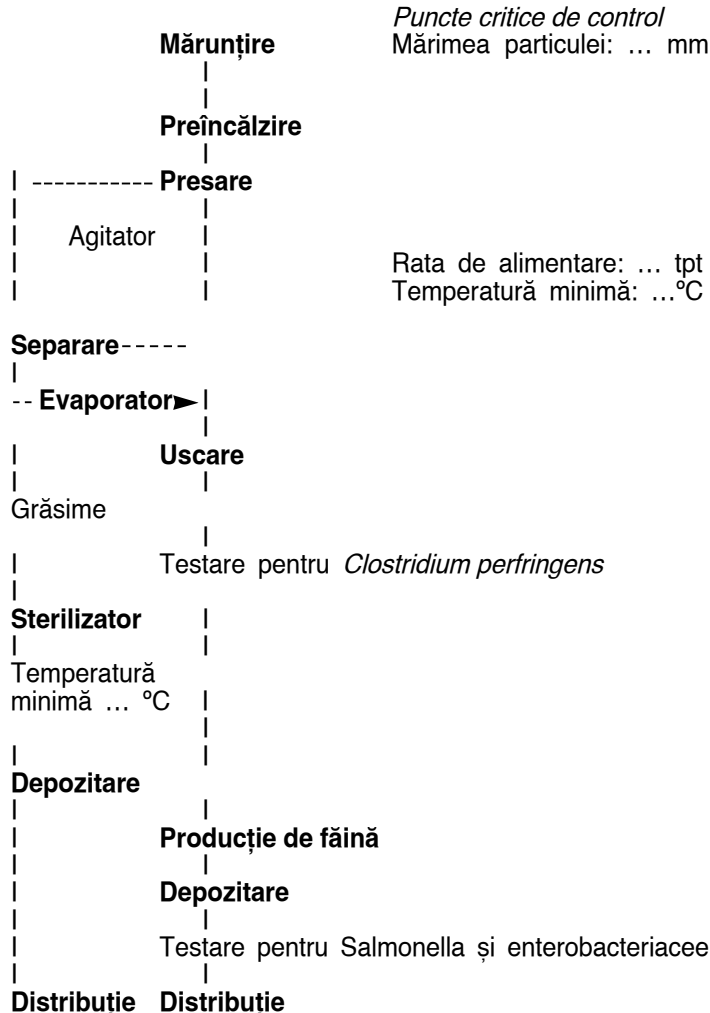 Puncte critice de control
Mărunțire Mărimea particulei: … mm
Preîncălzire
Presare
Agitator
Rata de alimentare: … tpt
Temperatură minimă: …ºC
Separare
Evaporator
Uscare
Grăsime
Testare pentru Clostridium perfringens
Sterilizator
Temperatură
minimă … ºC
Depozitare
Producție de făină
Depozitare
Testare pentru Salmonella și enterobacteriacee
Distribuție Distribuție